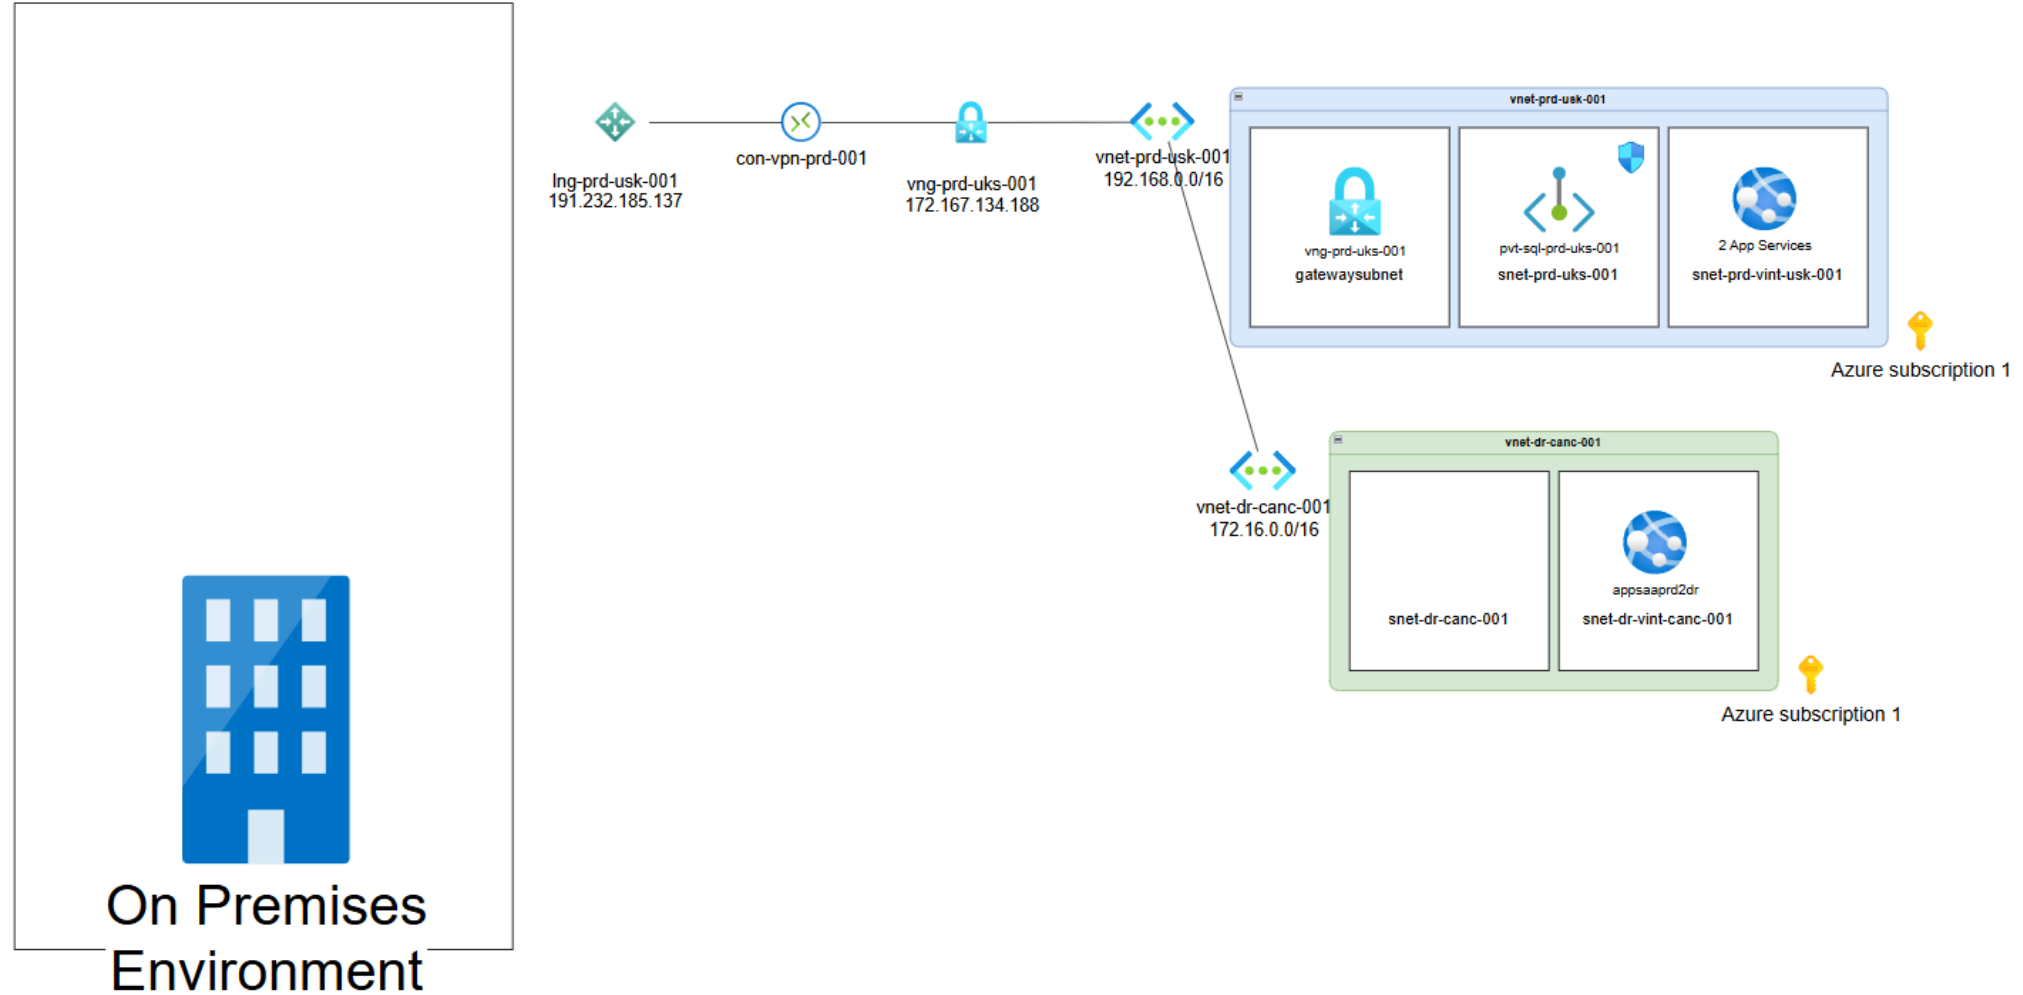 On Premises
Environment
lng-prd-usk-001
191.232.185.137
con-vpn-prd-001
vng-prd-uks-001
172.167.134.188
vnet-prd-usk-001
192.168.0.0/16
vnet-prd-usk-001
vng-prd-uks-001
gatewaysubnet
pvt-sql-prd-uks-001
snet-prd-uks-001
2 App Services
snet-prd-vint-usk-001
Azure subscription 1
vnet-dr-canc-001
172.16.0.0/16
vnet-dr-canc-001
snet-dr-canc-001
appsaaprd2dr
snet-dr-vint-canc-001
Azure subscription 1